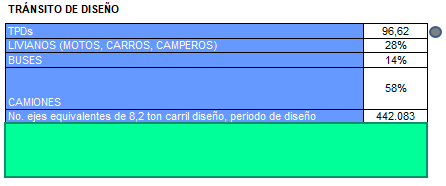 TRÁNSITO DE DISEÑO
TPDs 96,62
LIVIANOS (MOTOS, CARROS, CAMPEROS) 28%
BUSES 14%
CAMIONES 58%
No. ejes equivalentes de 8,2 ton carril diseño, periodo de diseño 442.083